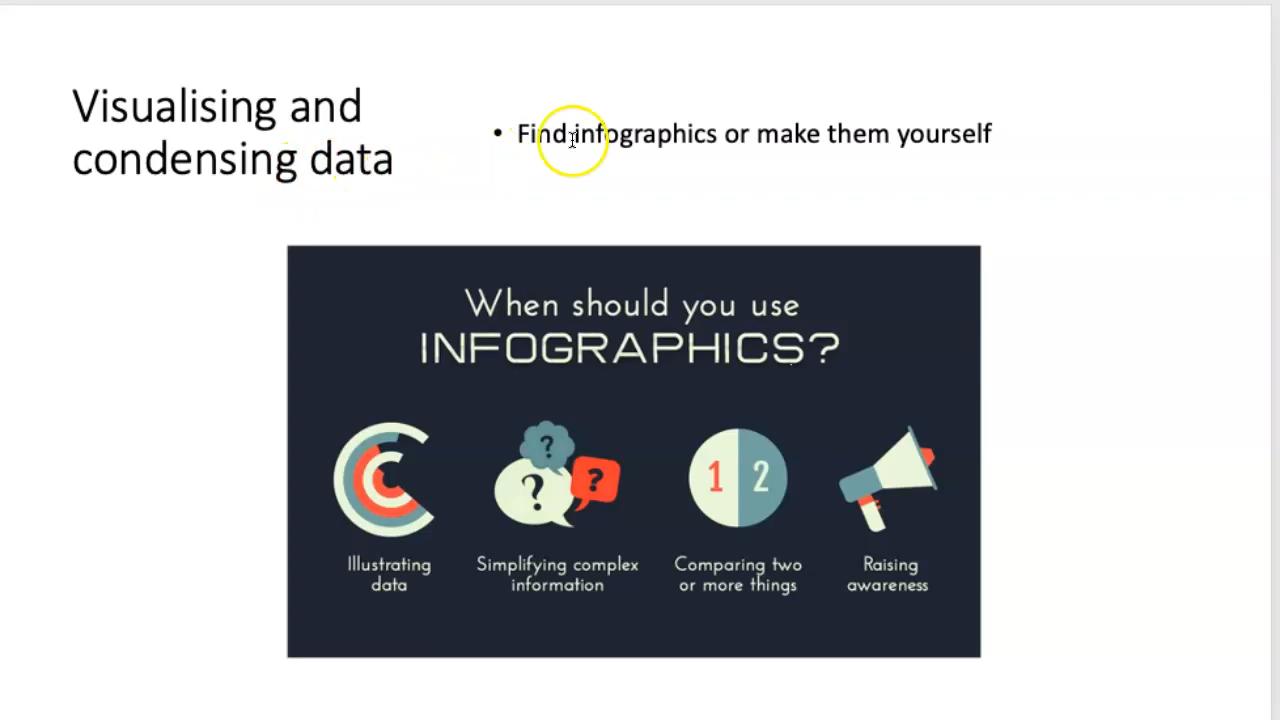 Visualising and
condensing data
• Find infographics or make them yourself
When should you use
INFOGRAPHICS?
? ? ?
1 2
Illustrating
data
Simplifying complex
information
Comparing two
or more things
Raising
awareness